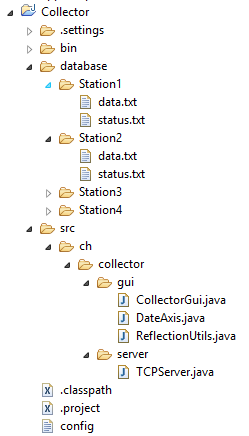 Collector
.settings
bin
database
Station1
data.txt
status.txt
Station2
data.txt
status.txt
Station3
Station4
src
ch
collector
gui
CollectorGui.java
DateAxis.java
ReflectionUtils.java
server
TCPServer.java
.classpath
.project
config